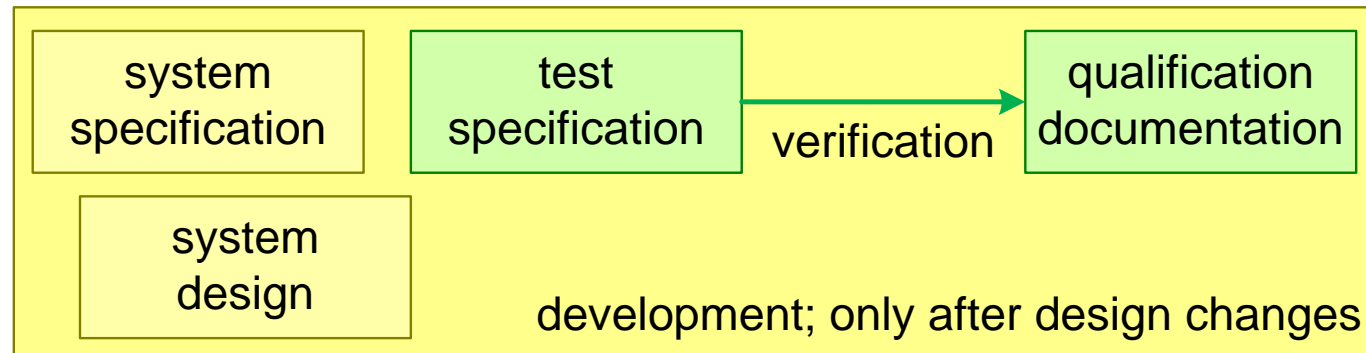 system
specification
test
specification
verification
qualification
documentation
system
design
development; only after design changes